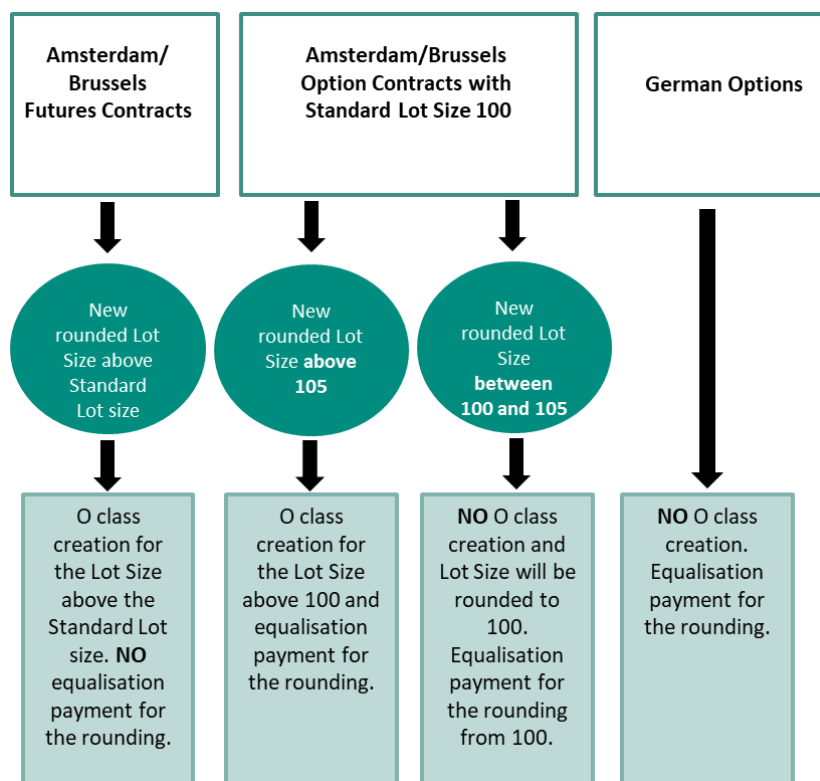 Amsterdam/
Brussels
Futures Contracts
Amsterdam/Brussels
Option Contracts with
Standard Lot Size 100
German Options
New
rounded Lot
Size above
Standard
Lot size
New
rounded Lot
Size above
105
New
rounded Lot
Size
between
100 and 105
O class
creation for
the Lot Size
above the
Standard Lot
size. NO
equalisation
payment for
the rounding.
O class
creation for
the Lot Size
above 100 and
equalisation
payment for
the rounding.
NO O class
creation and
Lot Size will be
rounded to
100.
Equalisation
payment for
the rounding
from 100.
NO O class
creation.
Equalisation
payment for
the rounding.